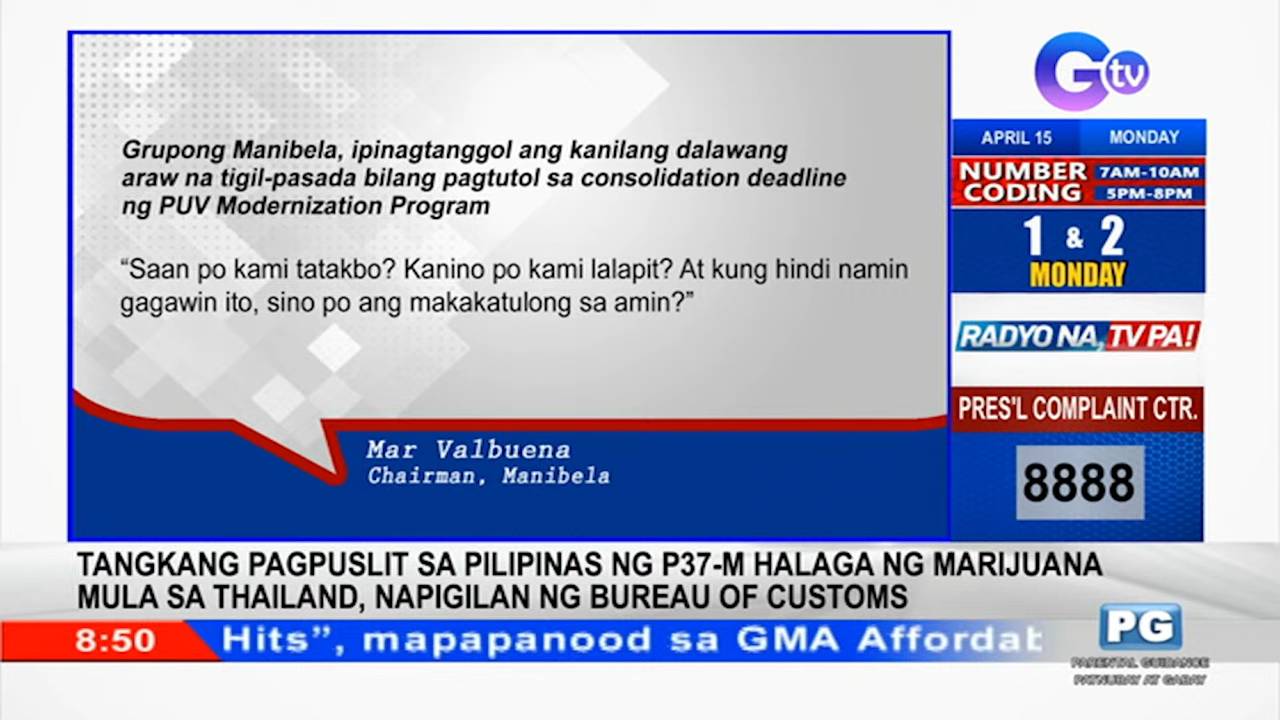 Grupong Manibela, ipinagtanggol ang kanilang dalawang
araw na tigil-pasada bilang pagtutol sa consolidation deadline
ng PUV Modernization Program
“Saan po kami tatakbo? Kanino po kami lalapit? At kung hindi namin
gagawin ito, sino po ang makakatulong sa amin?”
Mar Valbuena
Chairman, Manibela
Gtv
APRIL 15 MONDAY
NUMBER CODING
7AM-10AM
5PM-8PM
1 & 2
MONDAY
RADYO NA, TV PA!
PRES'L COMPLAINT CTR.
8888
TANGKANG PAGPUSLIT SA PILIPINAS NG P37-M HALAGA NG MARIJUANA
MULA SA THAILAND, NAPIGILAN NG BUREAU OF CUSTOMS
8:50 Hits”, mapapanood sa GMA Affordab
PG
PARENTAL GUIDANCE
PATNUBAY AT GABAY